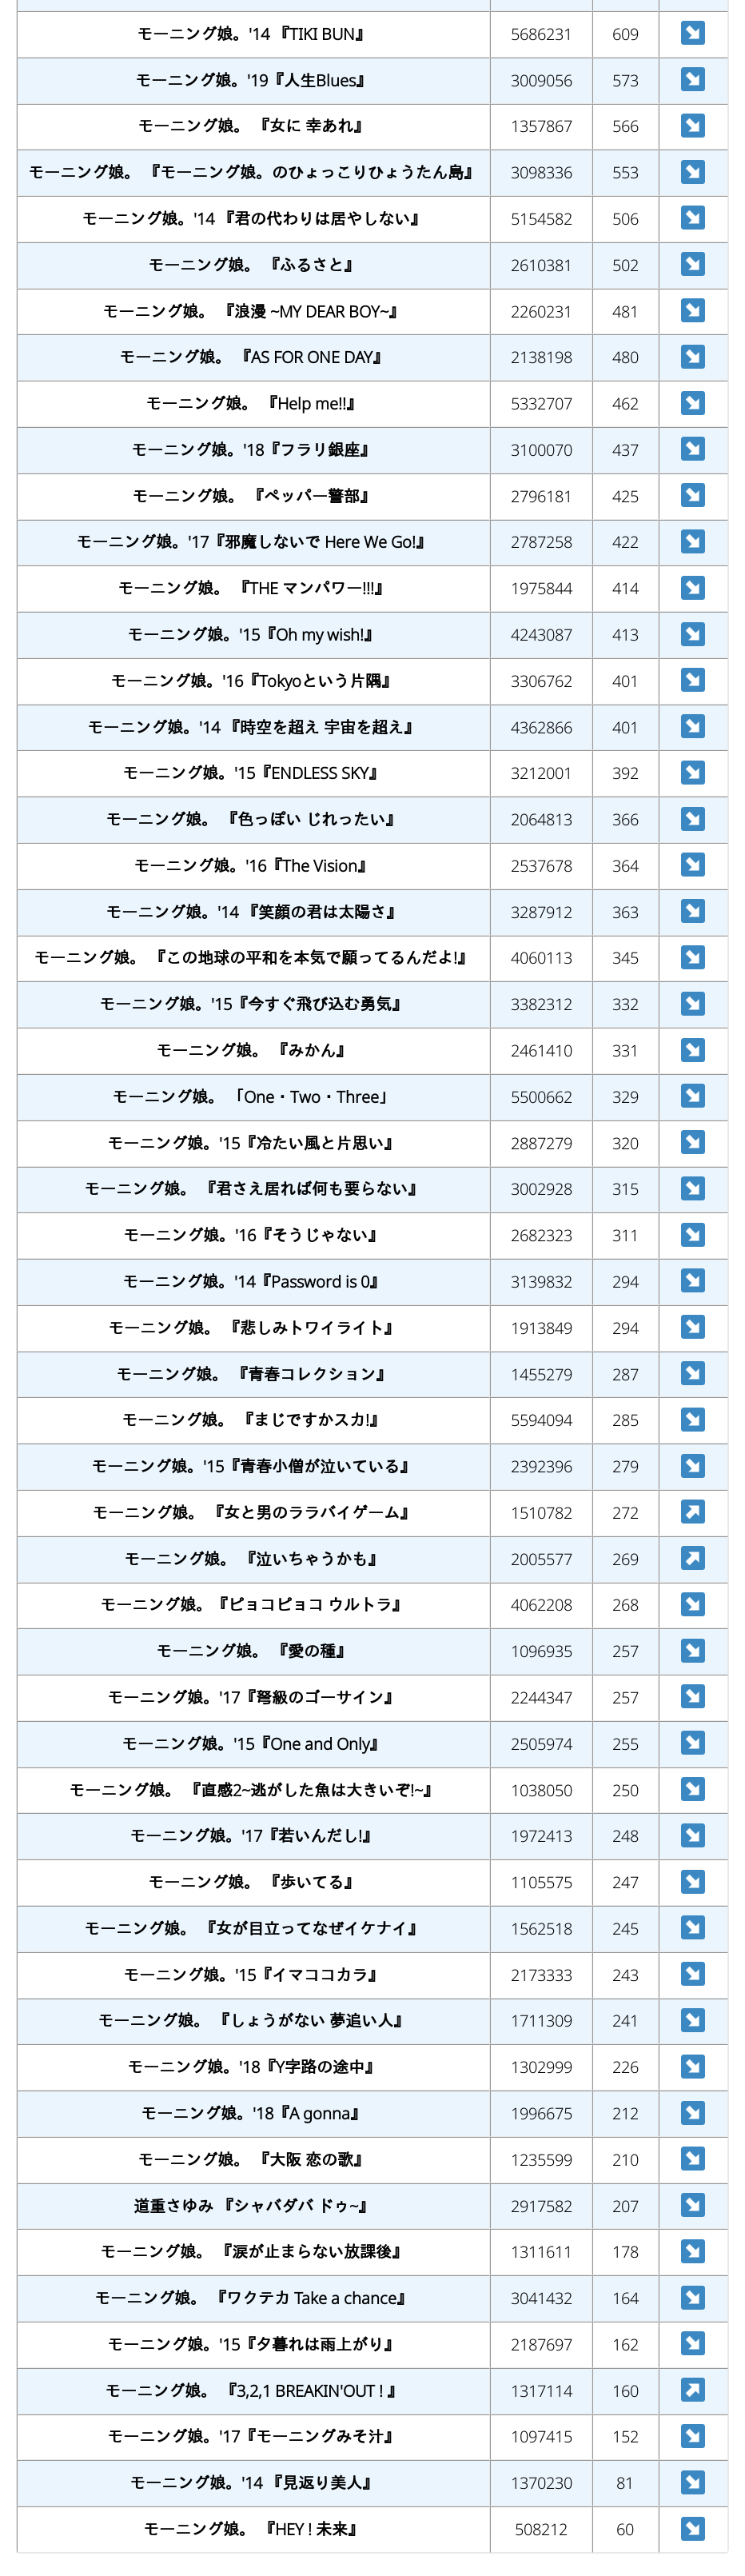 モーニング娘。'14 『TIKI BUN』 5686231 609
モーニング娘。'19『人生Blues』 3009056 573
モーニング娘。 『女に 幸あれ』 1357867 566
モーニング娘。 『モーニング娘。のひょっこりひょうたん島』 3098336 553
モーニング娘。'14 『君の代わりは居やしない』 5154582 506
モーニング娘。 『ふるさと』 2610381 502
モーニング娘。 『浪漫 ~MY DEAR BOY~』 2260231 481
モーニング娘。 『AS FOR ONE DAY』 2138198 480
モーニング娘。 『Help me!!』 5332707 462
モーニング娘。'18『フラリ銀座』 3100070 437
モーニング娘。 『ペッパー警部』 2796181 425
モーニング娘。'17『邪魔しないで Here We Go!』 2787258 422
モーニング娘。 『THE マンパワー!!!』 1975844 414
モーニング娘。'15『Oh my wish!』 4243087 413
モーニング娘。'16『Tokyoという片隅』 3306762 401
モーニング娘。'14 『時空を超え 宇宙を超え』 4362866 401
モーニング娘。'15『ENDLESS SKY』 3212001 392
モーニング娘。 『色っぽい じれったい』 2064813 366
モーニング娘。'16『The Vision』 2537678 364
モーニング娘。'14 『笑顔の君は太陽さ』 3287912 363
モーニング娘。 『この地球の平和を本気で願ってるんだよ!』 4060113 345
モーニング娘。'15『今すぐ飛び込む勇気』 3382312 332
モーニング娘。 『みかん』 2461410 331
モーニング娘。 「One・Two・Three」 5500662 329
モーニング娘。'15『冷たい風と片思い』 2887279 320
モーニング娘。 『君さえ居れば何も要らない』 3002928 315
モーニング娘。'16『そうじゃない』 2682323 311
モーニング娘。'14『Password is 0』 3139832 294
モーニング娘。 『悲しみトワイライト』 1913849 294
モーニング娘。 『青春コレクション』 1455279 287
モーニング娘。 『まじですかスカ!』 5594094 285
モーニング娘。'15『青春小僧が泣いている』 2392396 279
モーニング娘。 『女と男のララバイゲーム』 1510782 272
モーニング娘。 『泣いちゃうかも』 2005577 269
モーニング娘。『ピョコピョコ ウルトラ』 4062208 268
モーニング娘。 『愛の種』 1096935 257
モーニング娘。'17『弩級のゴーサイン』 2244347 257
モーニング娘。'15『One and Only』 2505974 255
モーニング娘。 『直感2~逃がした魚は大きいぞ!~』 1038050 250
モーニング娘。'17『若いんだし!』 1972413 248
モーニング娘。 『歩いてる』 1105575 247
モーニング娘。 『女が目立ってなぜイケナイ』 1562518 245
モーニング娘。'15『イマココカラ』 2173333 243
モーニング娘。 『しょうがない 夢追い人』 1711309 241
モーニング娘。'18『Y字路の途中』 1302999 226
モーニング娘。'18『A gonna』 1996675 212
モーニング娘。 『大阪 恋の歌』 1235599 210
道重さゆみ 『シャバダバ ドゥ~』 2917582 207
モーニング娘。 『涙が止まらない放課後』 1311611 178
モーニング娘。 『ワクテカ Take a chance』 3041432 164
モーニング娘。'15『夕暮れは雨上がり』 2187697 162
モーニング娘。 『3,2,1 BREAKIN'OUT ! 』 1317114 160
モーニング娘。'17『モーニングみそ汁』 1097415 152
モーニング娘。'14 『見返り美人』 1370230 81
モーニング娘。 『HEY ! 未来』 508212 60